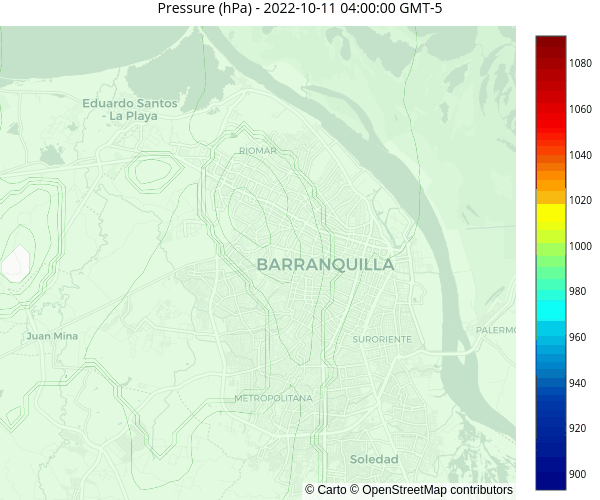 Pressure (hPa) - 2022-10-11 04:00:00 GMT-5
Eduardo Santos
- La Playa
RIOMAR
BARRANQUILLA
Juan Mina
SURORIENTE
PALERMO
METROPOLITANA
Soledad
© Carto © OpenStreetMap contributors
1080
1060
1040
1020
1000
980
960
940
920
900